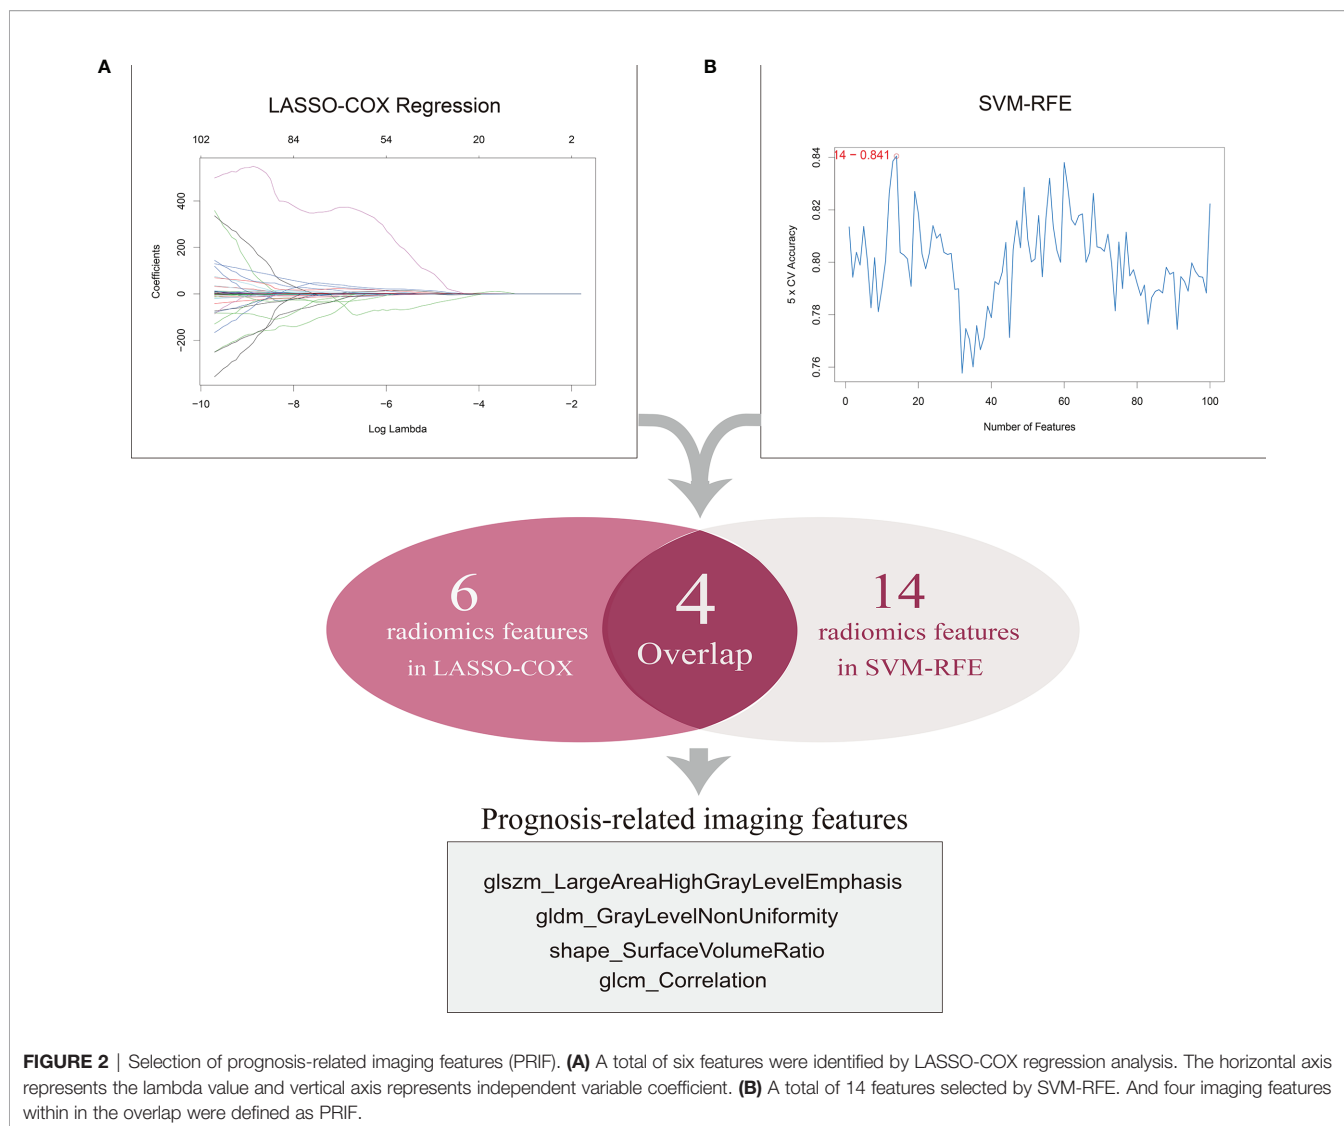 A
LASSO-COX Regression
102 84 54 20 2
400
200
0
−200
Coefficients
−10 −8 −6 −4 −2
Log Lambda
B
SVM-RFE
14 − 0.841
0.84
0.82
0.80
0.78
0.76
5 x CV Accuracy
0 20 40 60 80 100
Number of Features
6
radiomics features
in LASSO-COX
4
Overlap
14
radiomics features
in SVM-RFE
Prognosis-related imaging features
glszm_LargeAreaHighGrayLevelEmphasis
gldm_GrayLevelNonUniformity
shape_SurfaceVolumeRatio
glcm_Correlation
FIGURE 2 | Selection of prognosis-related imaging features (PRIF). (A) A total of six features were identified by LASSO-COX regression analysis. The horizontal axis
represents the lambda value and vertical axis represents independent variable coefficient. (B) A total of 14 features selected by SVM-RFE. And four imaging features
within in the overlap were defined as PRIF.